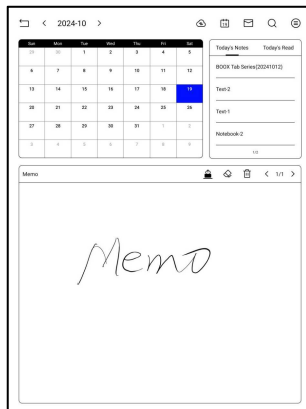 2024-10
Sun Mon Tue Wed Thu Fri Sat
29 30 1 2 3 4 5
6 7 8 9 10 11 12
13 14 15 16 17 18 19
20 21 22 23 24 25 26
27 28 29 30 31 1 2
3 4 5 6 7 8 9
Today's Notes Today's Read
BOOX Tab Series(20241012)
Text-2
Text-1
Notebook-2
Memo 1/1
Memo